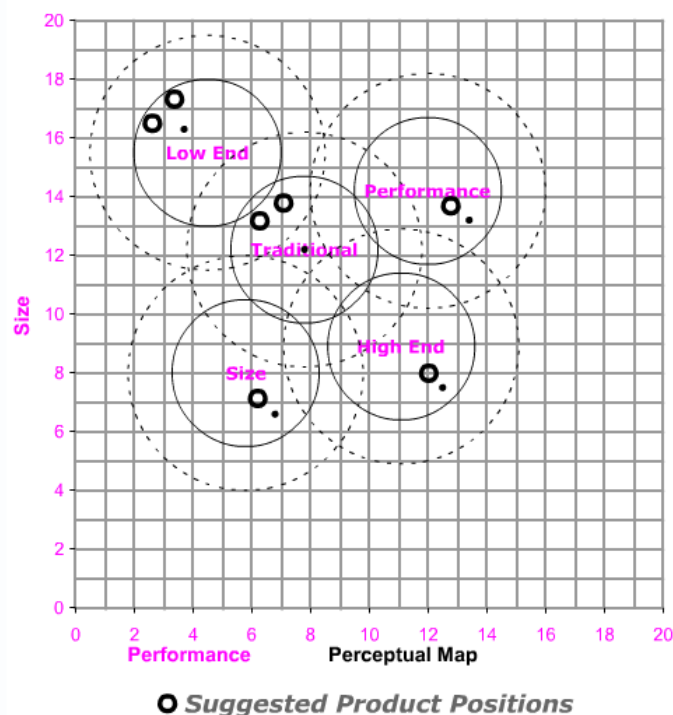 20
18
16
14
12
10
8
6
4
2
0
Size
Low End
Performance
Traditional
High End
Size
0 2 4 6 8 10 12 14 16 18 20
Performance Perceptual Map
Suggested Product Positions